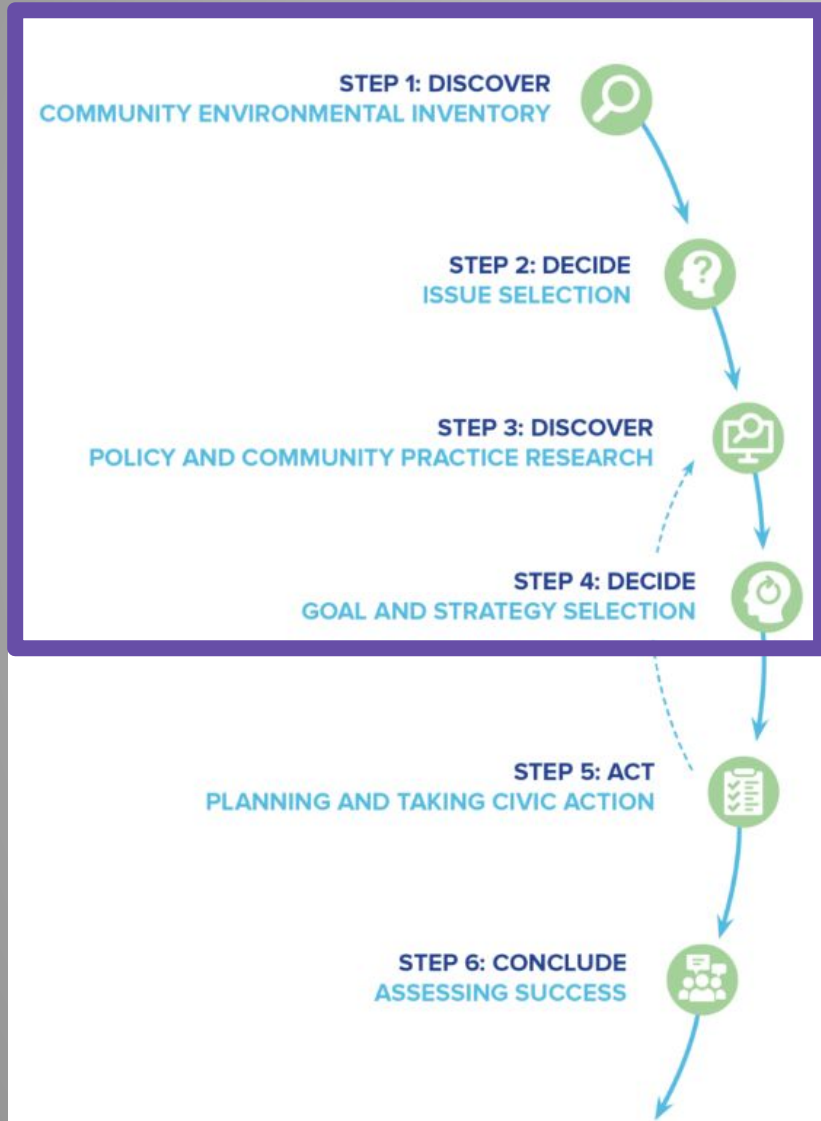 STEP 1: DISCOVER
COMMUNITY ENVIRONMENTAL INVENTORY
STEP 2: DECIDE
ISSUE SELECTION
?
STEP 3: DISCOVER
POLICY AND COMMUNITY PRACTICE RESEARCH
STEP 4: DECIDE
GOAL AND STRATEGY SELECTION
STEP 5: ACT
PLANNING AND TAKING CIVIC ACTION
STEP 6: CONCLUDE
ASSESSING SUCCESS